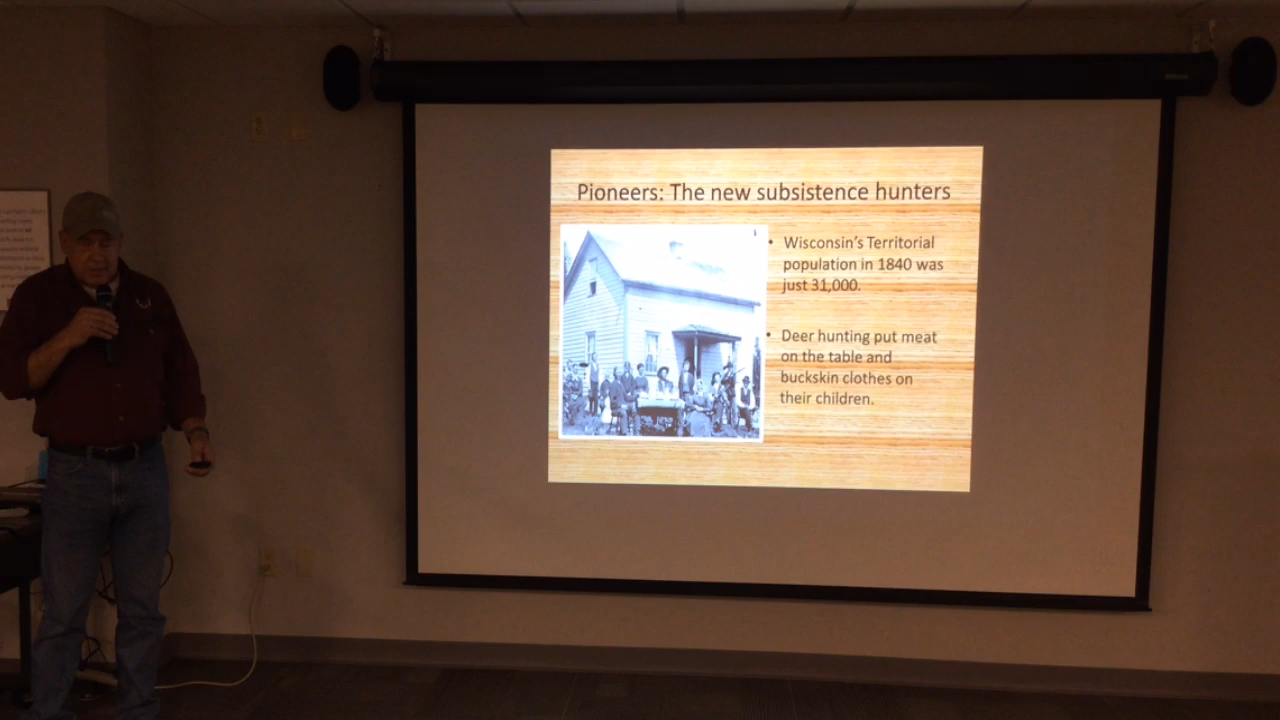 Pioneers: The new subsistence hunters
• Wisconsin's Territorial
population in 1840 was
just 31,000.
• Deer hunting put meat
on the table and
buckskin clothes on
their children.